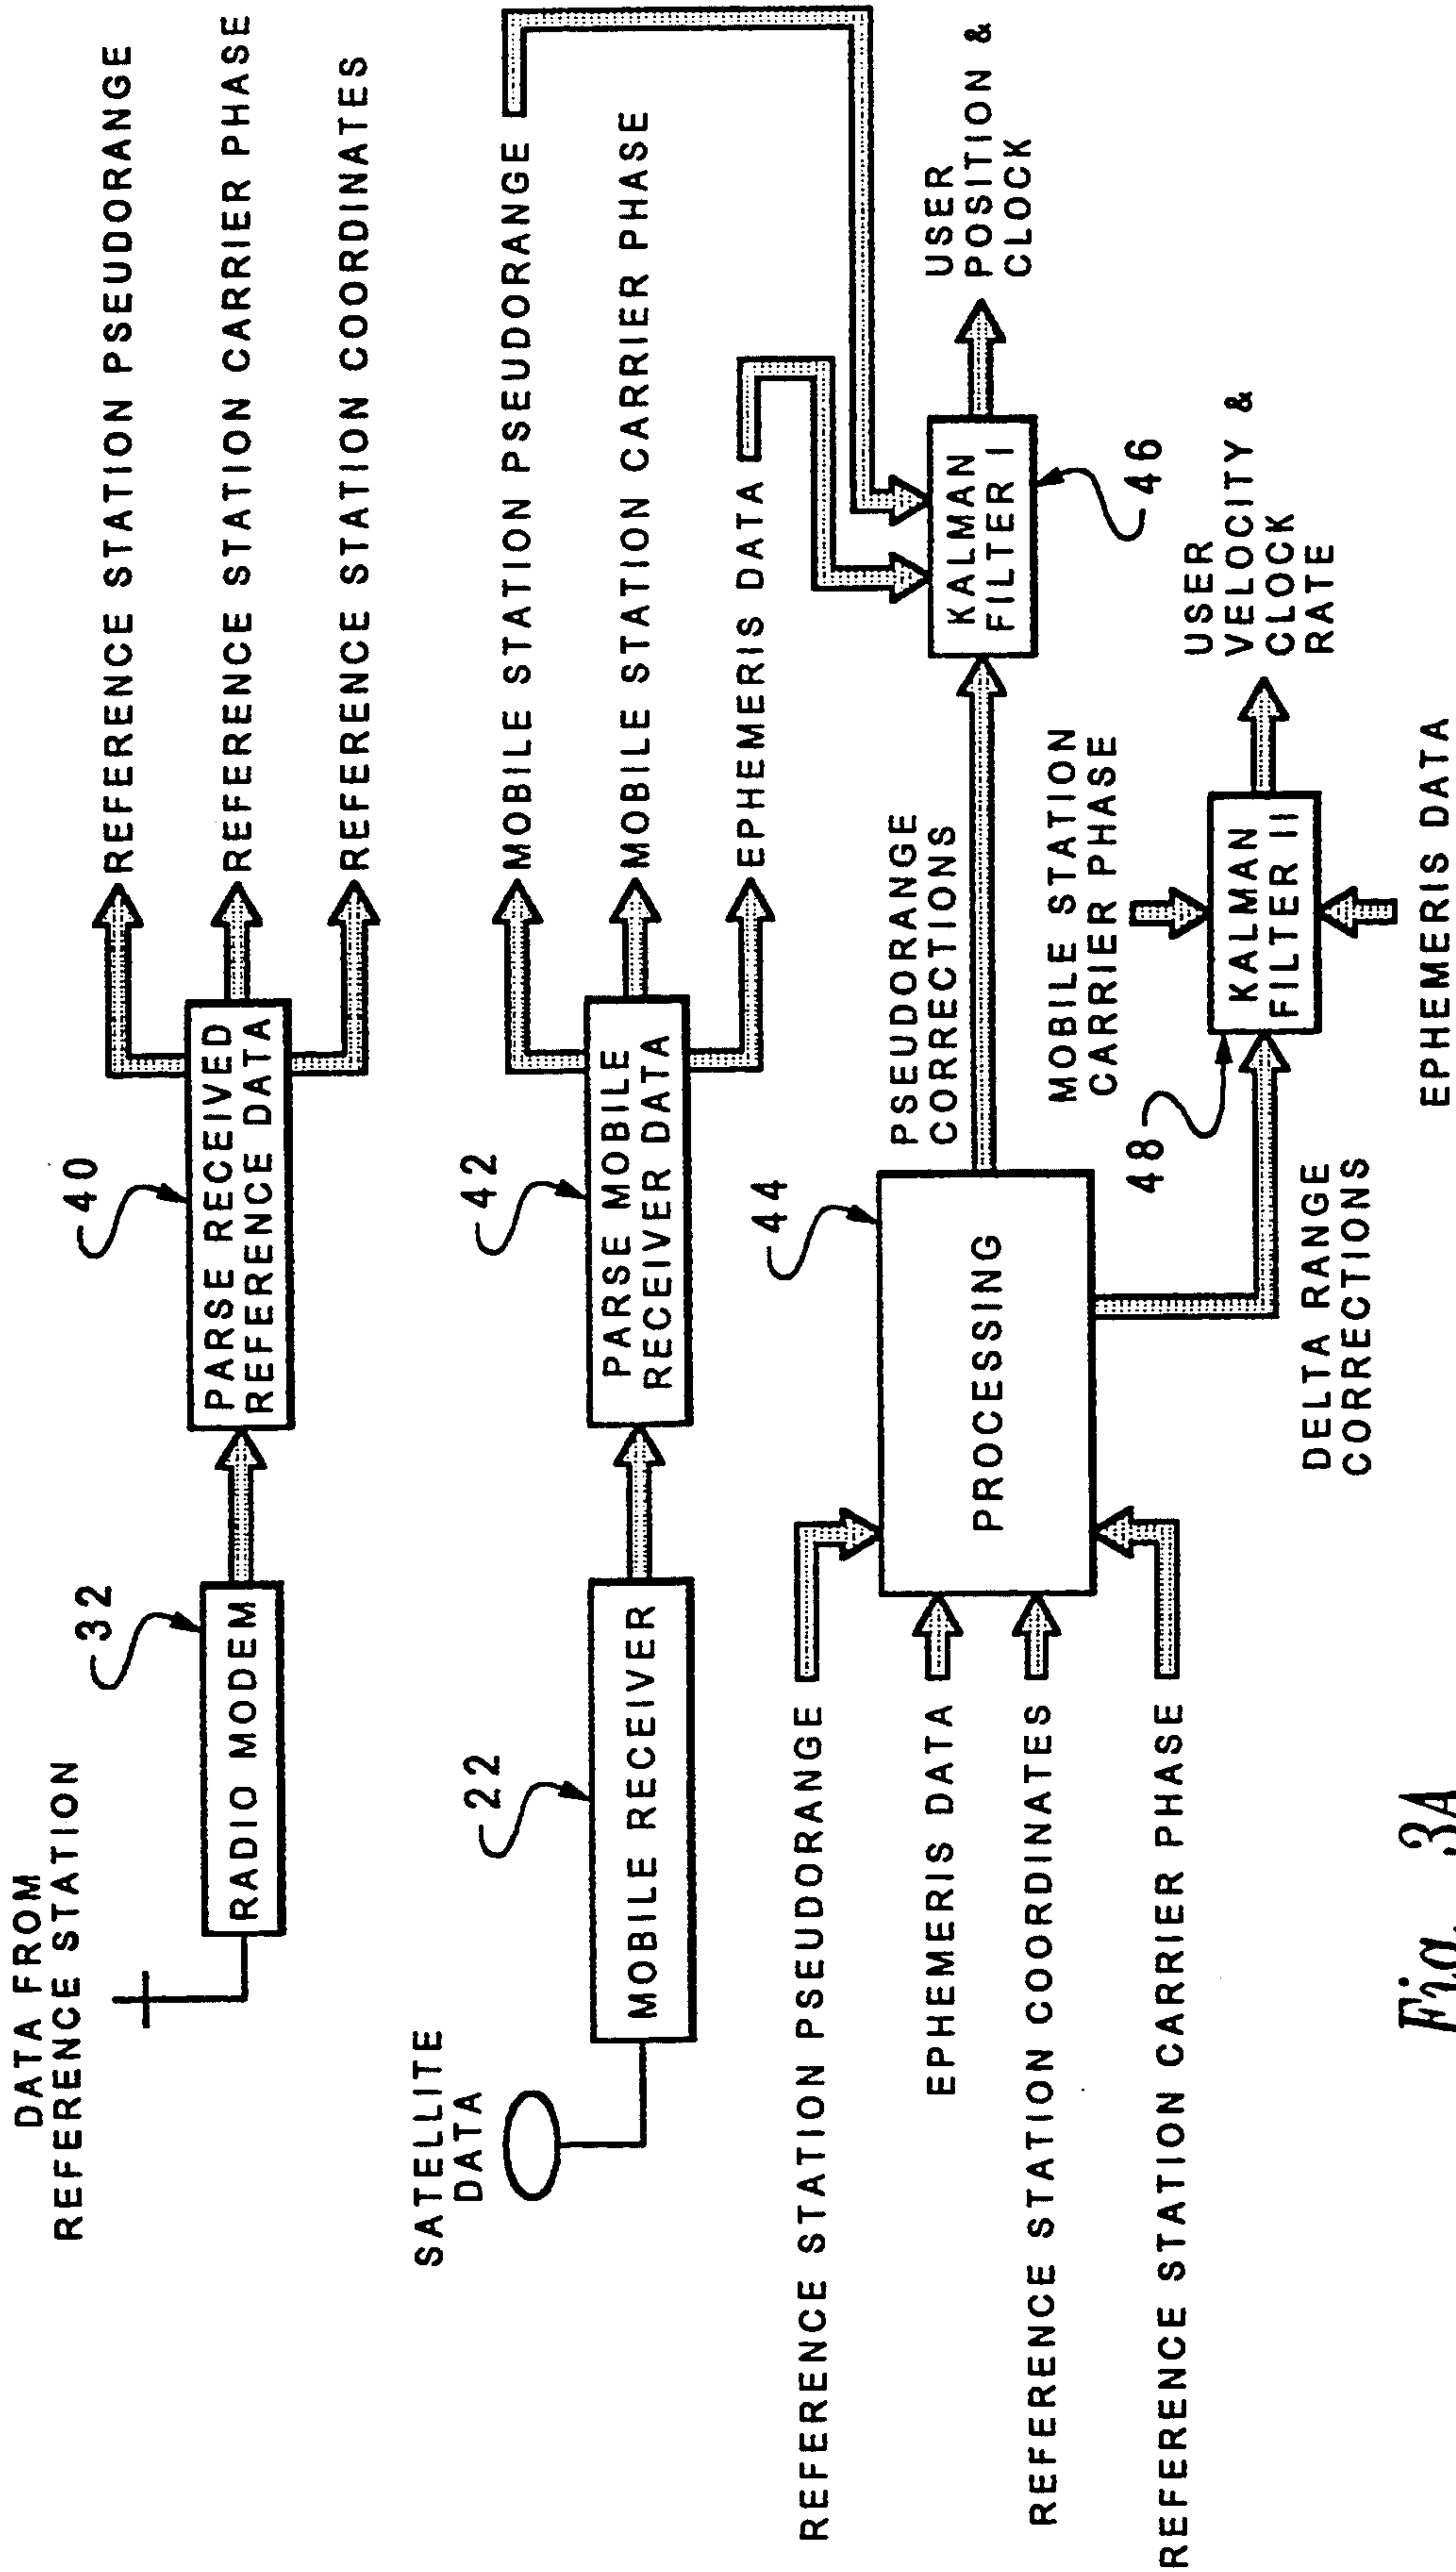 DATA FROM
REFERENCE STATION
32
RADIO MODEM
40
PARSE RECEIVED
REFERENCE DATA
REFERENCE STATION PSEUDORANGE
REFERENCE STATION CARRIER PHASE
REFERENCE STATION COORDINATES
SATELLITE
DATA
22
MOBILE RECEIVER
42
PARSE MOBILE
RECEIVER DATA
MOBILE STATION PSEUDORANGE
MOBILE STATION CARRIER PHASE
EPHEMERIS DATA
REFERENCE STATION PSEUDORANGE
EPHEMERIS DATA
REFERENCE STATION COORDINATES
REFERENCE STATION CARRIER PHASE
44
PROCESSING
PSEUDORANGE
CORRECTIONS
KALMAN
FILTER I
46
USER
POSITION &
CLOCK
DELTA RANGE
CORRECTIONS
48
MOBILE STATION
CARRIER PHASE
KALMAN
FILTER II
EPHEMERIS DATA
USER
VELOCITY &
CLOCK
RATE
Fig. 3A